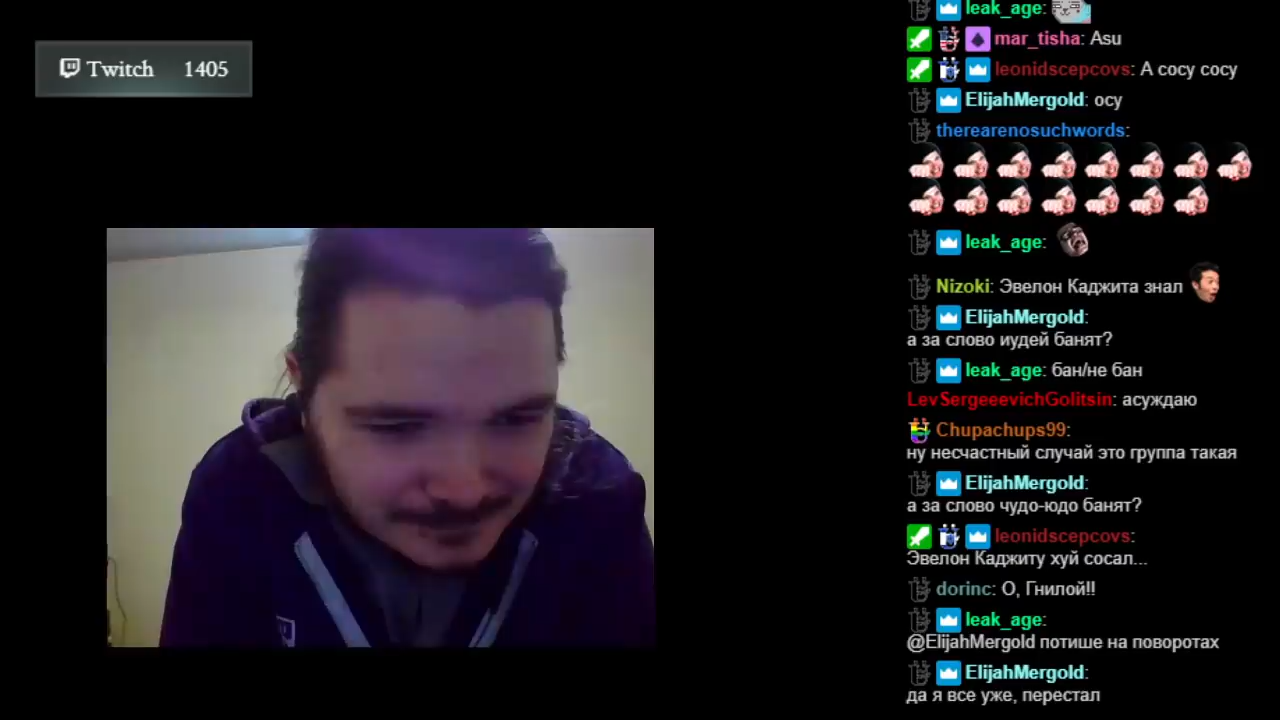 leak_age:
Twitch 1405
mar_tisha: Asu
leonidscepcovs: А сосу сосу
ElijahMergold: осу
therearenosuchwords:
leak_age:
Nizoki: Эвелон Каджита знал
ElijahMergold:
а за слово иудей банят?
leak_age: бан/не бан
LevSergeeevichGolitsin: асуждаю
Chupachups99:
ну несчастный случай это группа такая
ElijahMergold:
а за слово чудо-юдо банят?
leonidscepcovs:
Эвелон Каджиту хуй сосал...
dorinc: О, Гнилой!!
leak_age:
@ElijahMergold потише на поворотах
ElijahMergold:
да я все уже, перестал